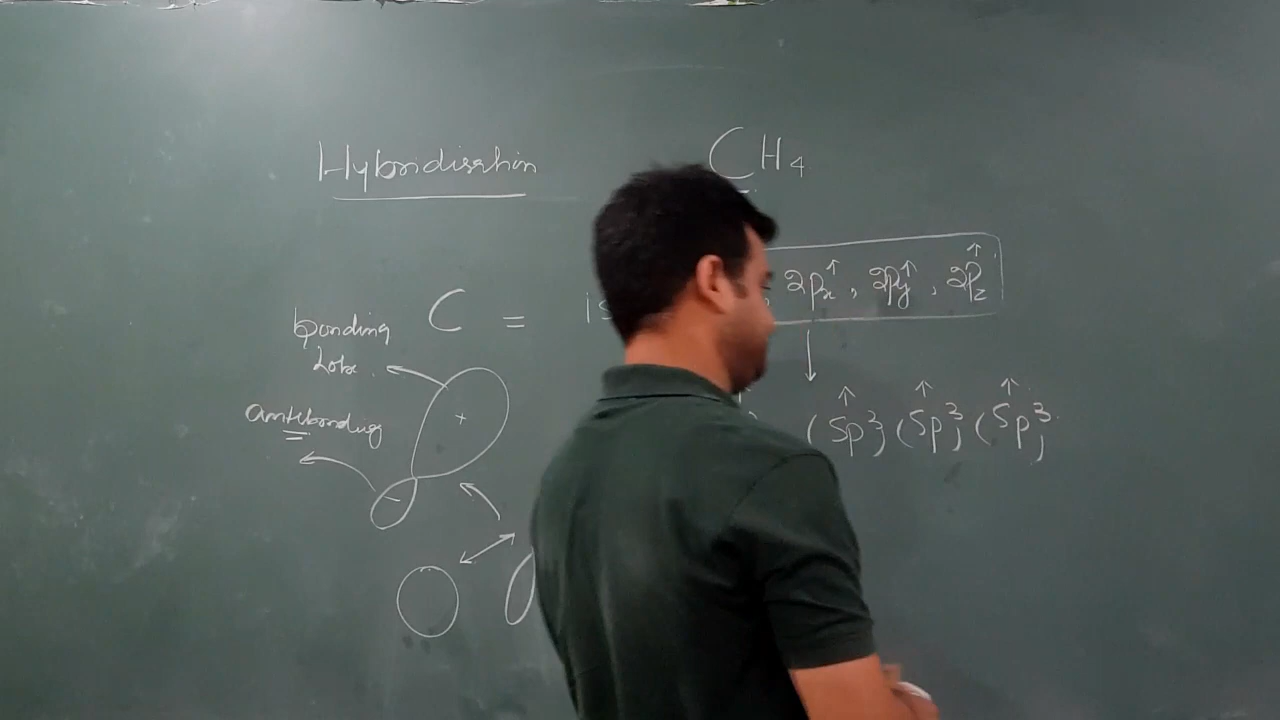 Hybridisation
CH4
C = 1s , 2px↑, 2py↑, 2pz↑
bonding
Lobe.
antibonding
+
-
(sp3, (sp3, (sp3,